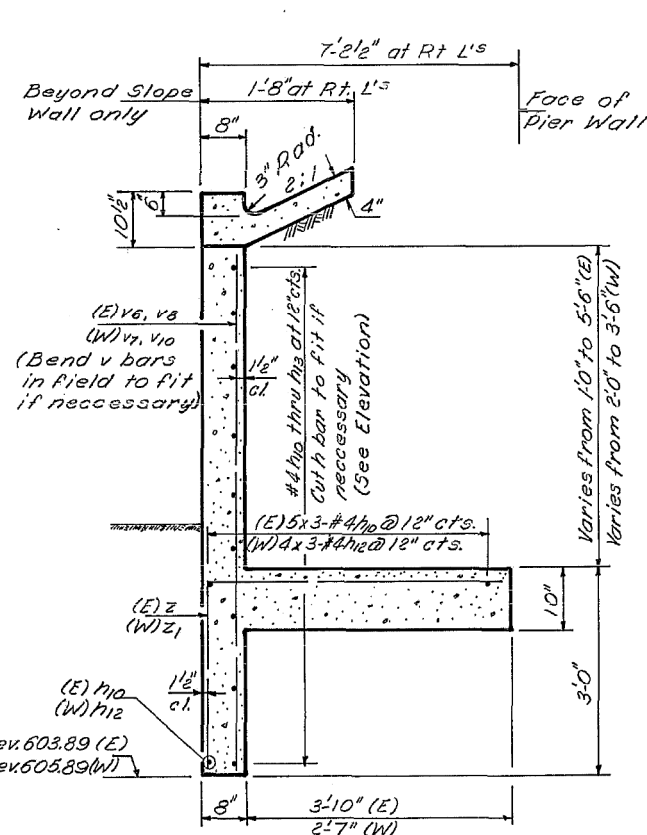 7'-2½" at Rt L's
Beyond Slope
Wall only
1'-8" at Rt. L's
Face of
Pier Wall
8"
3" Rad.
2:1
6"
10½"
4"
(E) v6, v8
(W) v7, v10
(Bend v bars
in field to fit
if neccessary)
1½"
cl.
#4 h10 thru h13 at 12" cts.
Cut h bar to fit if
neccessary
(See Elevation)
Varies from 1'-0" to 5'-6" (E)
Varies from 2'-0" to 3'-6" (W)
(E) 5x3-#4 h10 @ 12" cts.
(W) 4x3-#4 h12 @ 12" cts.
(E) z
(W) z1
10"
3'-0"
(E) h10
(W) h12
1½"
cl.
ev. 603.89 (E)
ev. 605.89 (W)
8"
3'-10" (E)
2'-7" (W)